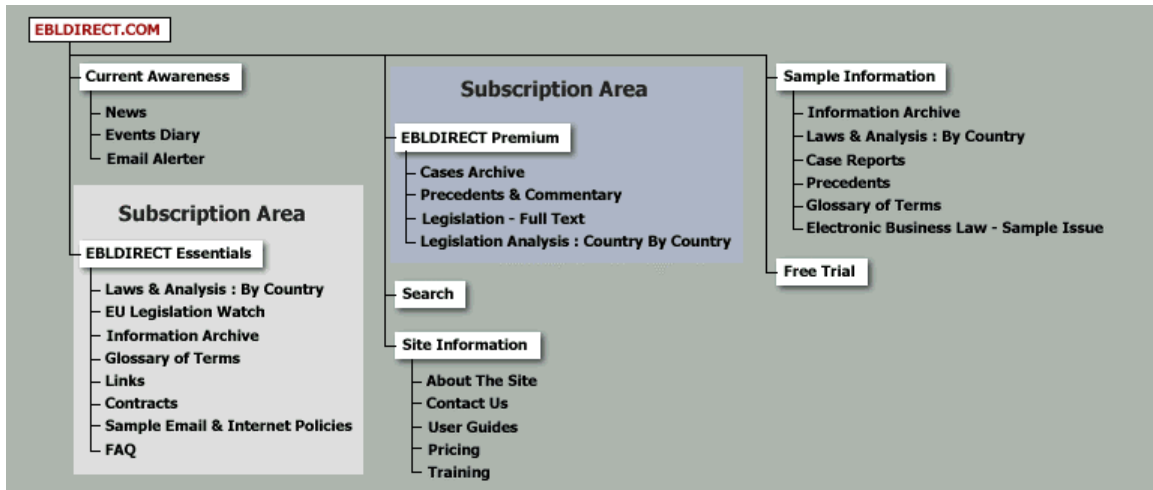 EBLDIRECT.COM
Current Awareness
News
Events Diary
Email Alerter
Subscription Area
EBLDIRECT Essentials
Laws & Analysis : By Country
EU Legislation Watch
Information Archive
Glossary of Terms
Links
Contracts
Sample Email & Internet Policies
FAQ
Subscription Area
EBLDIRECT Premium
Cases Archive
Precedents & Commentary
Legislation - Full Text
Legislation Analysis : Country By Country
Search
Site Information
About The Site
Contact Us
User Guides
Pricing
Training
Sample Information
Information Archive
Laws & Analysis : By Country
Case Reports
Precedents
Glossary of Terms
Electronic Business Law - Sample Issue
Free Trial